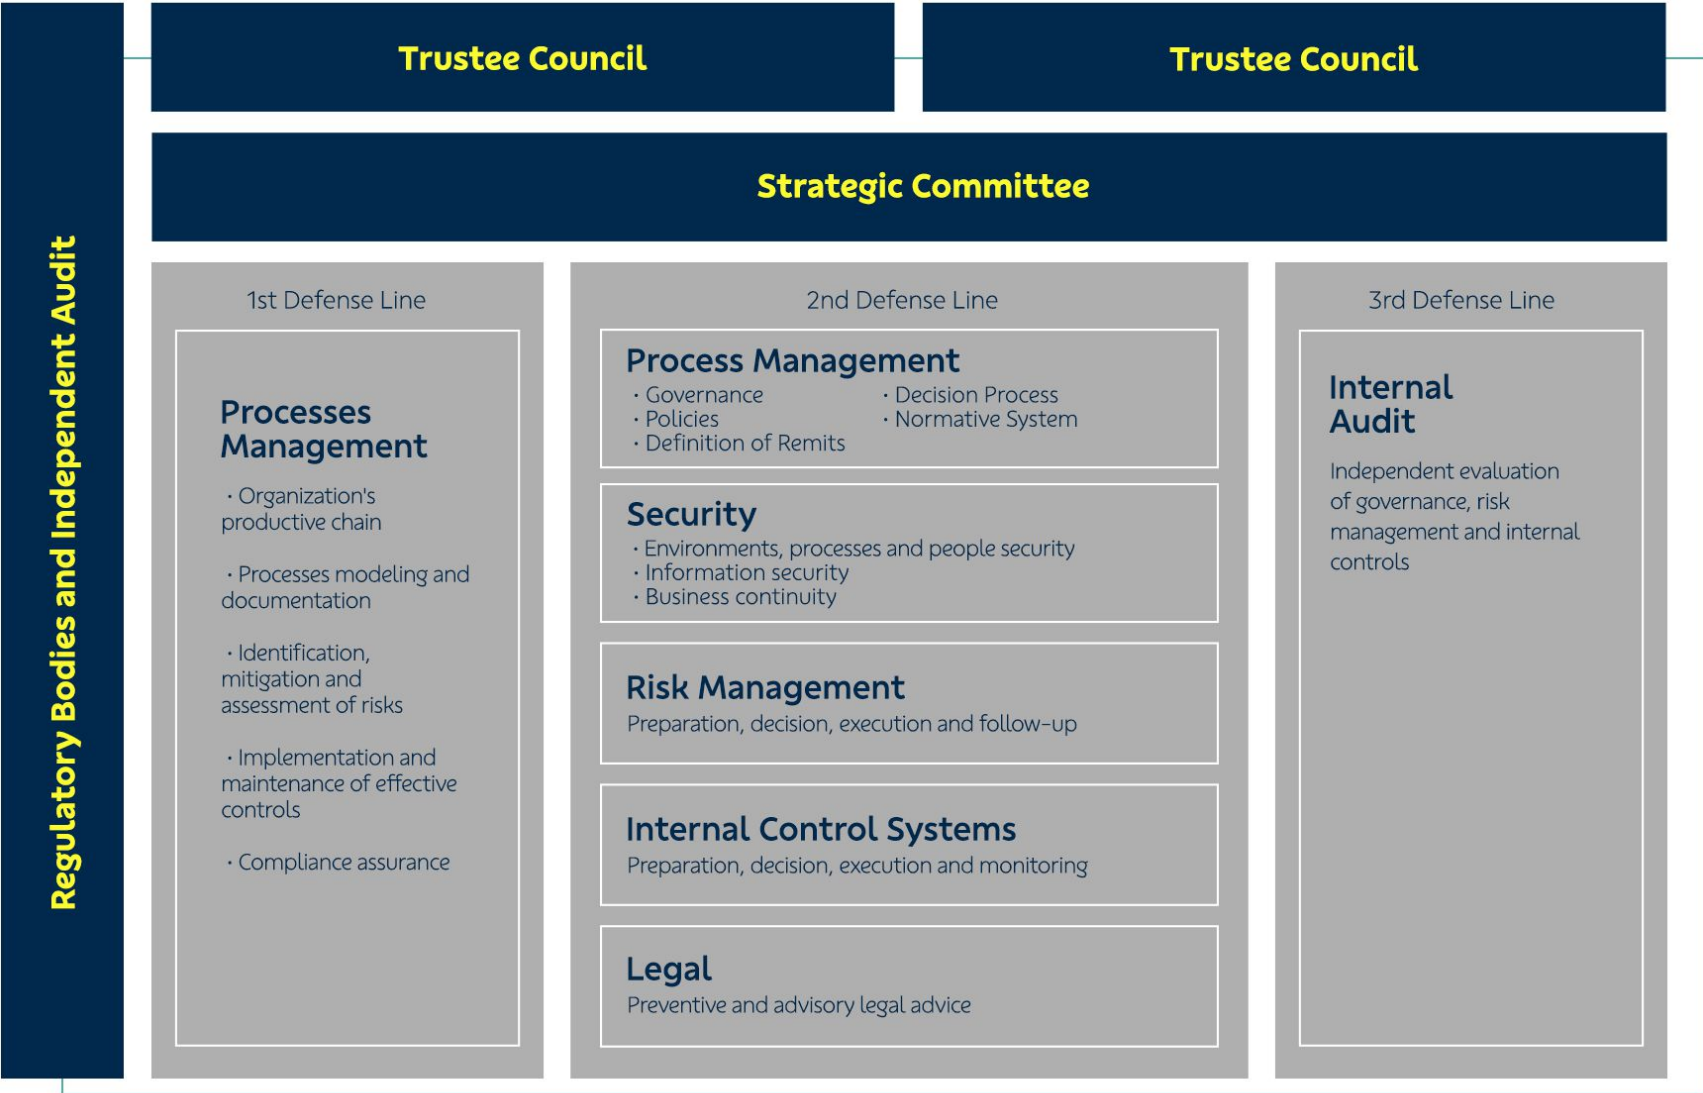 Regulatory Bodies and Independent Audit
Trustee Council
Trustee Council
Strategic Committee
1st Defense Line
Processes
Management
· Organization's
productive chain
· Processes modeling and
documentation
· Identification,
mitigation and
assessment of risks
· Implementation and
maintenance of effective
controls
· Compliance assurance
2nd Defense Line
Process Management
· Governance
· Policies
· Definition of Remits
· Decision Process
· Normative System
Security
· Environments, processes and people security
· Information security
· Business continuity
Risk Management
Preparation, decision, execution and follow-up
Internal Control Systems
Preparation, decision, execution and monitoring
Legal
Preventive and advisory legal advice
3rd Defense Line
Internal
Audit
Independent evaluation
of governance, risk
management and internal
controls